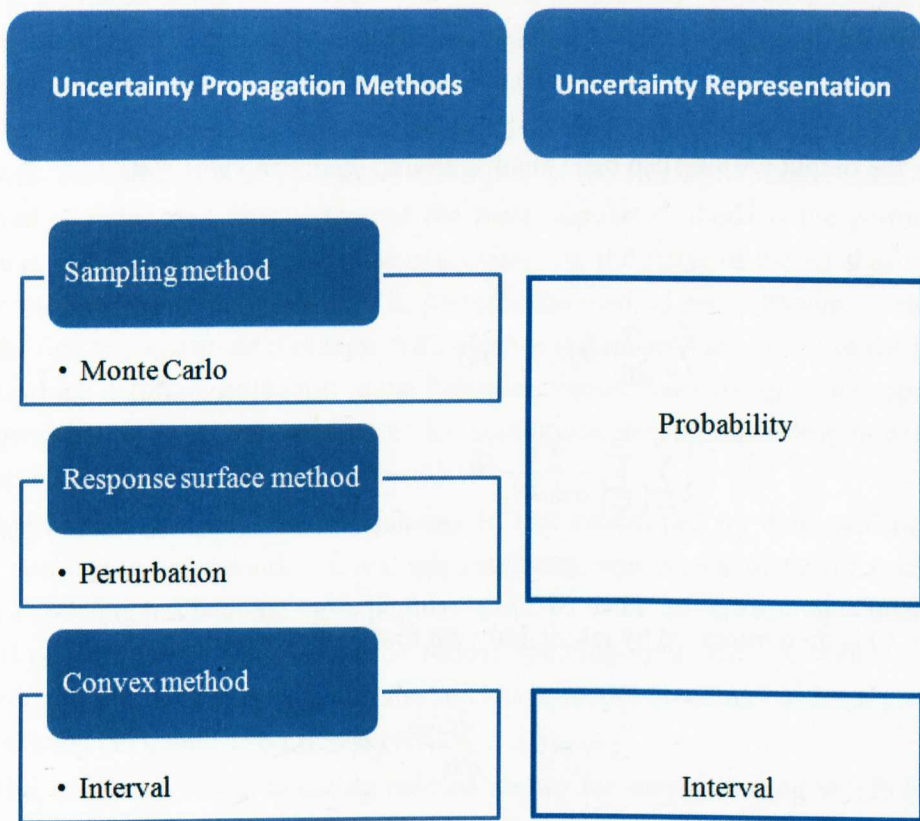 Uncertainty Propagation Methods
Uncertainty Representation
Sampling method
• Monte Carlo
Response surface method
• Perturbation
Probability
Convex method
• Interval
Interval